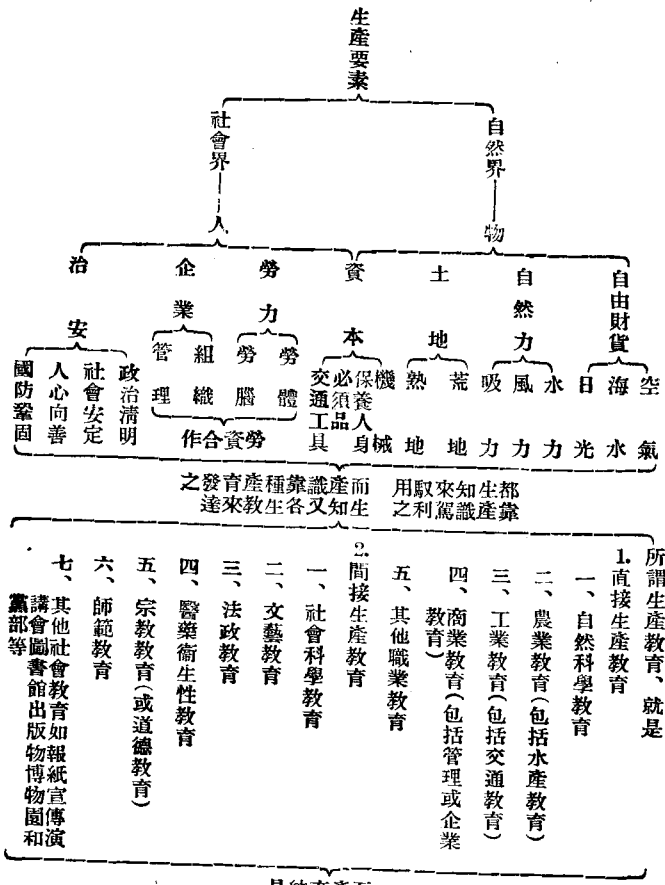 生產要素
自然界——物
社會界——人
自由財貨
空氣
海水
日光
自然力
水力
風力
吸力
土地
荒地
熟地
資本
機械
保養人身
必須品
交通工具
勞力
勞體
勞腦
企業
組織
管理
勞資合作
治安
政治清明
社會安定
人心向善
國防鞏固
都靠生產知識來駕馭利用之
而生產知識又靠各種生產教育來發達之
所謂生產教育、就是
1.直接生產教育
一、自然科學教育
二、農業教育(包括水產教育)
三、工業教育(包括交通教育)
四、商業教育(包括管理或企業
教育)
五、其他職業教育
2.間接生產教育
一、社會科學教育
二、文藝教育
三、法政教育
四、醫藥衞生性教育
五、宗教教育(或道德教育)
六、師範教育
七、其他社會教育如報紙宣傳演
講會圖書館出版物博物園和
黨部等